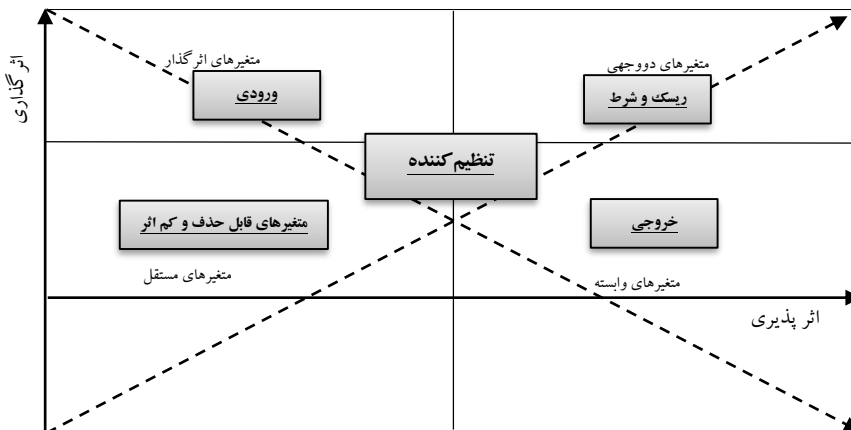 اثر گذاری
متغیرهای دووجهی
متغیرهای اثرگذار
ریسک و شرط
ورودی
تنظیم کننده
خروجی
متغیرهای قابل حذف و کم اثر
متغیرهای وابسته
متغیرهای مستقل
اثر پذیری